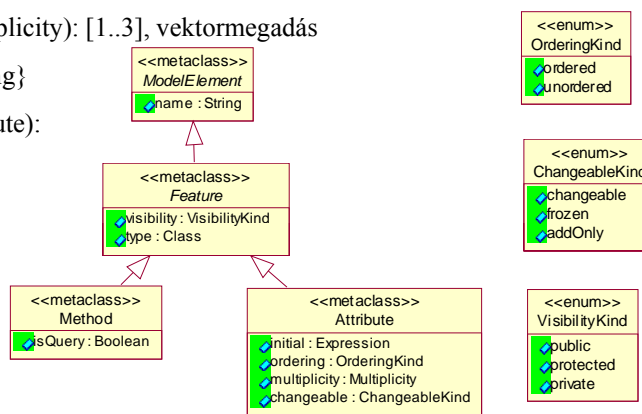 plicity): [1..3], vektormegadás
g}
ute):
<<metaclass>>
ModelElement
name : String
<<metaclass>>
Feature
visibility : VisibilityKind
type : Class
<<metaclass>>
Method
isQuery : Boolean
<<metaclass>>
Attribute
initial : Expression
ordering : OrderingKind
multiplicity : Multiplicity
changeable : ChangeableKind
<<enum>>
OrderingKind
ordered
unordered
<<enum>>
ChangeableKind
changeable
frozen
addOnly
<<enum>>
VisibilityKind
public
protected
private